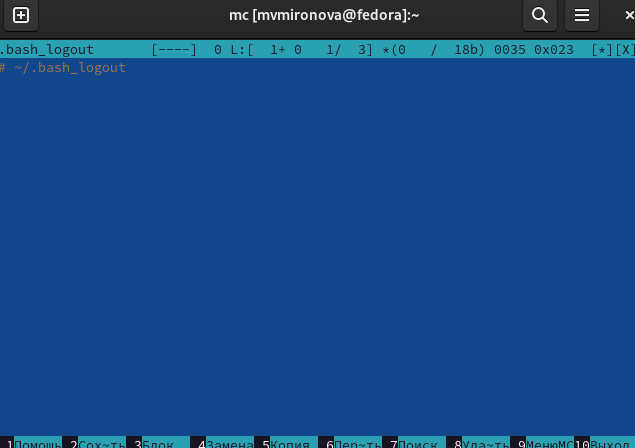 mc [mvmironova@fedora]:~
.bash_logout [----] 0 L:[ 1+ 0 1/ 3] *(0 / 18b) 0035 0x023 [*][X]
# ~/.bash_logout
1Помощь 2Сох~ть 3Блок 4Замена 5Копия 6Пер~ть 7Поиск 8Уда~ть 9МенюMC 10Выход